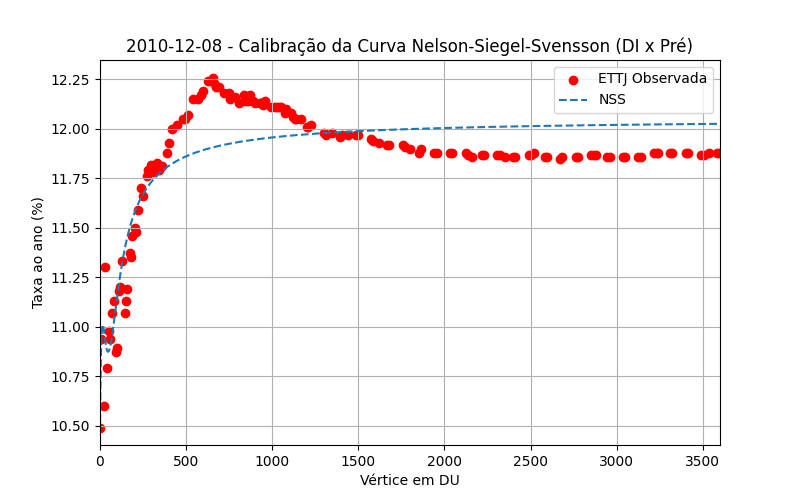 2010-12-08 - Calibração da Curva Nelson-Siegel-Svensson (DI x Pré)
ETTJ Observada
NSS
Taxa ao ano (%)
12.25
12.00
11.75
11.50
11.25
11.00
10.75
10.50
0 500 1000 1500 2000 2500 3000 3500
Vértice em DU